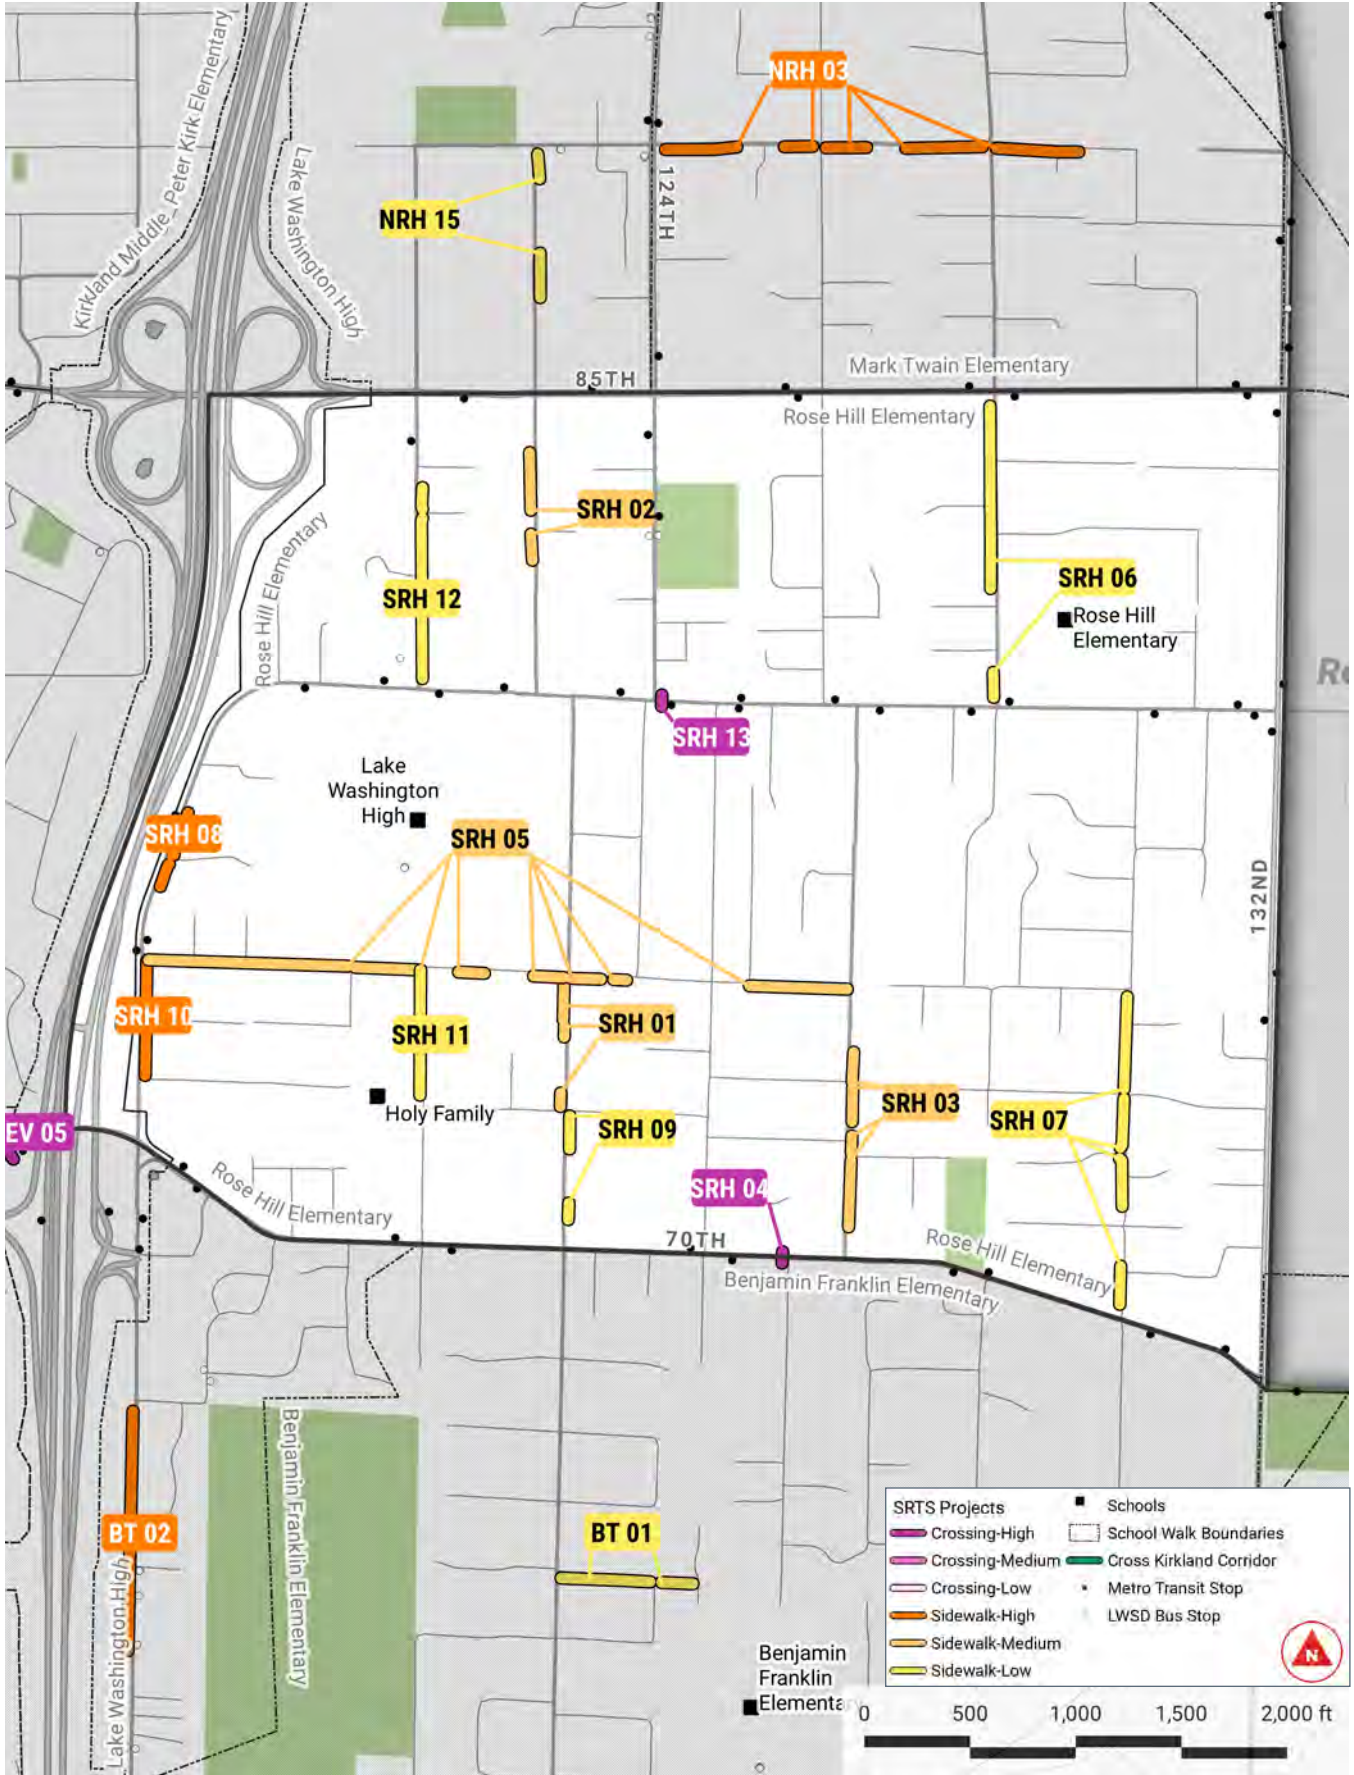 NRH 03
Kirkland Middle, Peter Kirk Elementary
Lake Washington High
124TH
NRH 15
Mark Twain Elementary
85TH
Rose Hill Elementary
SRH 02
Rose Hill Elementary
SRH 12
SRH 06
Rose Hill
Elementary
SRH 13
Lake
Washington
High
SRH 08
SRH 05
132ND
SRH 10
SRH 11
SRH 01
SRH 03
Holy Family
SRH 09
SRH 07
EV 05
SRH 04
Rose Hill Elementary
70TH
Rose Hill Elementary
Benjamin Franklin Elementary
Benjamin Franklin Elementary
BT 02
BT 01
Lake Washington High
Benjamin
Franklin
Elementa
SRTS Projects
Crossing-High
Crossing-Medium
Crossing-Low
Sidewalk-High
Sidewalk-Medium
Sidewalk-Low
Schools
School Walk Boundaries
Cross Kirkland Corridor
Metro Transit Stop
LWSD Bus Stop
N
0 500 1,000 1,500 2,000 ft